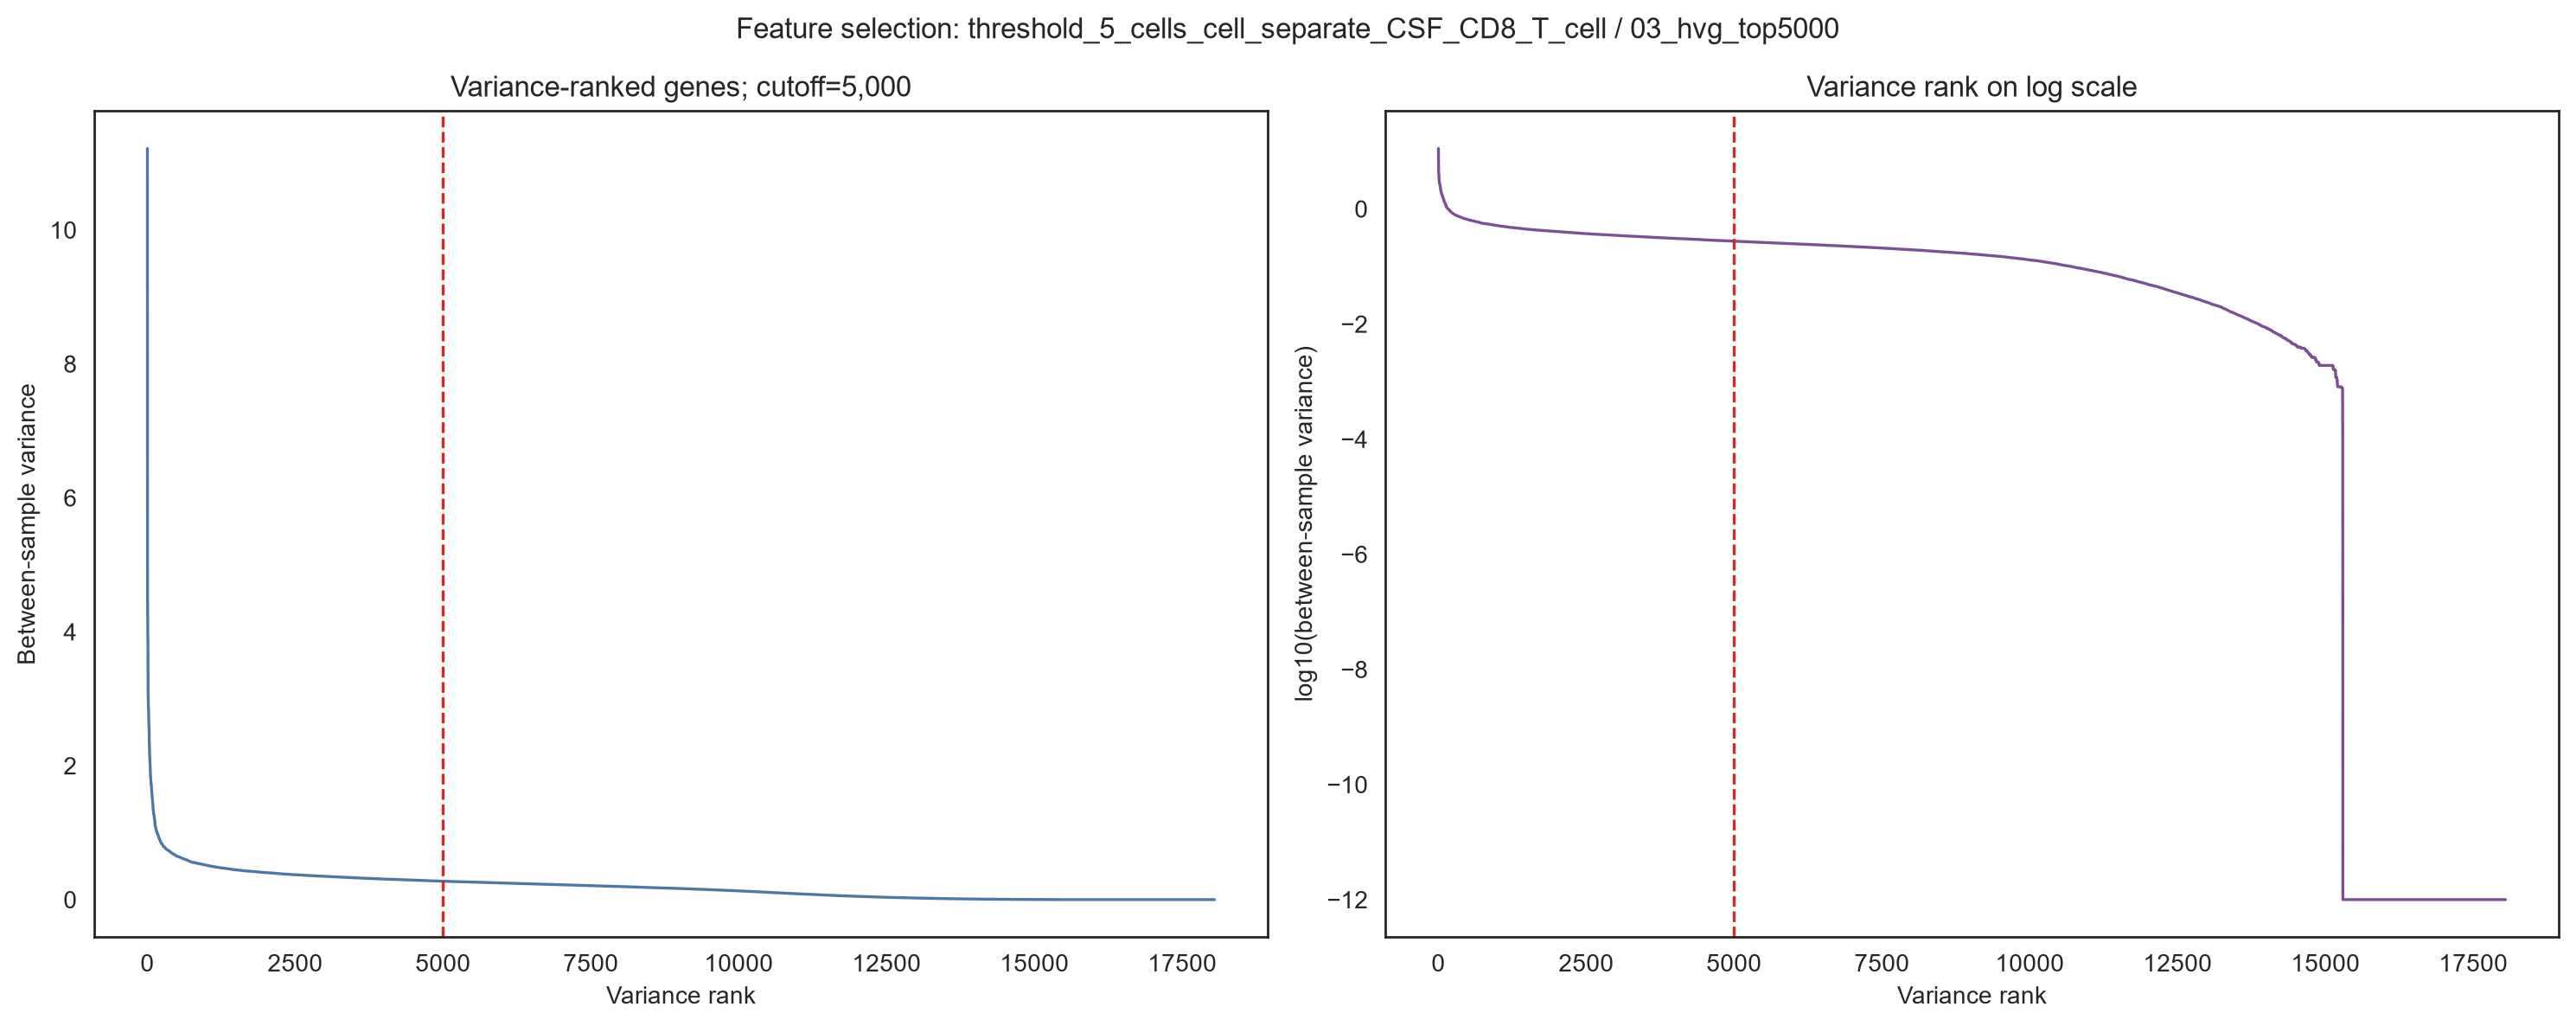 Feature selection: threshold_5_cells_cell_separate_CSF_CD8_T_cell / 03_hvg_top5000
Variance-ranked genes; cutoff=5,000
Between-sample variance
10
8
6
4
2
0
0 2500 5000 7500 10000 12500 15000 17500
Variance rank
Variance rank on log scale
log10(between-sample variance)
0
−2
−4
−6
−8
−10
−12
0 2500 5000 7500 10000 12500 15000 17500
Variance rank